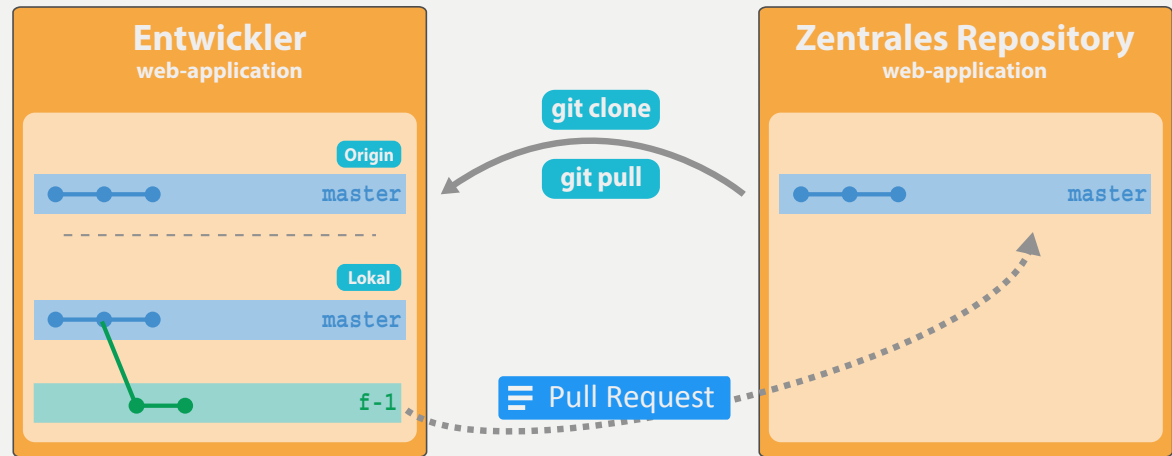 Entwickler
web-application
Origin
master
Lokal
master
f-1
git clone
git pull
Pull Request
Zentrales Repository
web-application
master